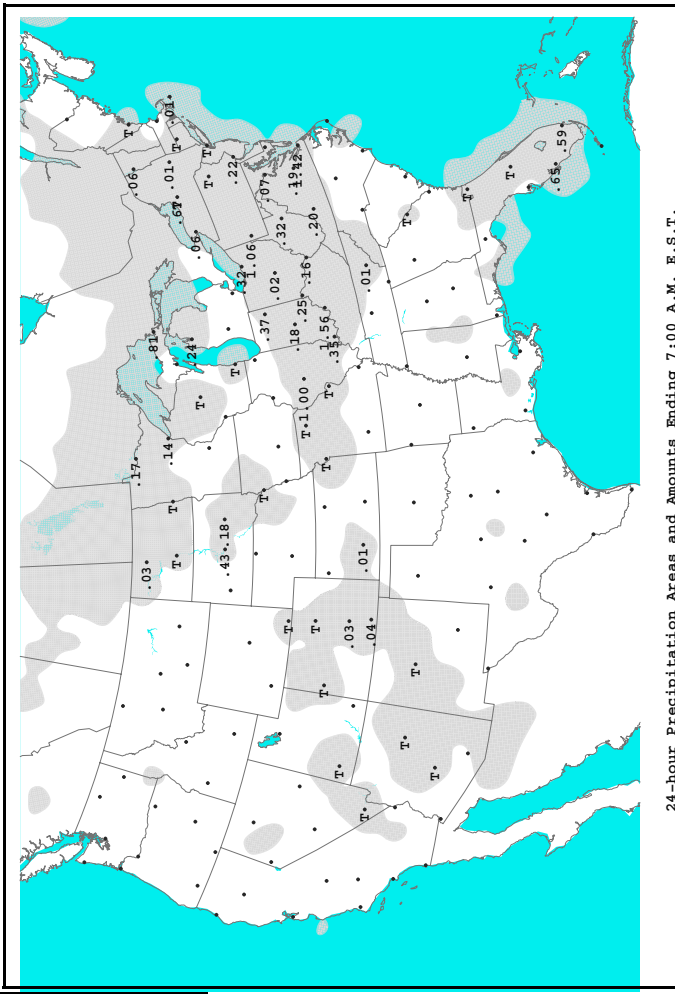 T
.06
.17
.03
.81
.01
.01
.14
T
T
T
.24
.06
T
T
T
.43
.18
.22
T
.32
1.06
T
.37
.07
.02
.32
T
.18
.19
1.42
.25
T
1.00
.16
.20
T
T
1.56
T
T
.35
T
.03
.01
T
.01
.04
T
T
T
T
T
T
.65
.59
24-hour Precipitation Areas and Amounts Ending 7:00 A.M. E.S.T.